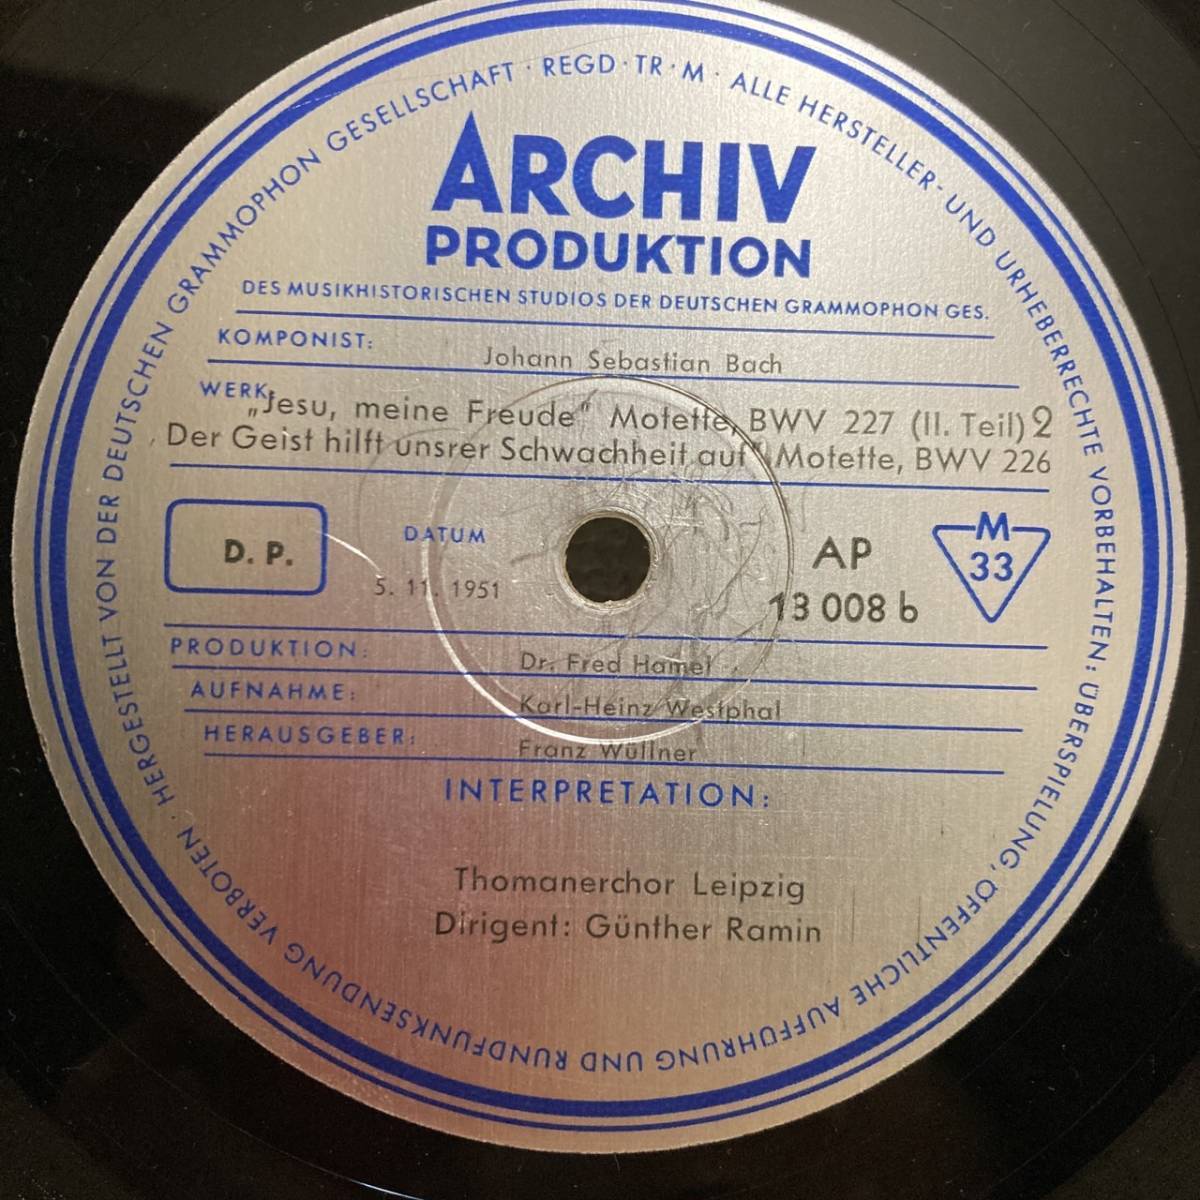 HERGESTELLT VON DER DEUTSCHEN GRAMMOPHON GESELLSCHAFT · REGD · TR · M · ALLE HERSTELLER- UND URHEBERRECHTE VORBEHALTEN: ÜBERSPIELUNG, ÖFFENTLICHE AUFFÜHRUNG UND RUNDFUNKSENDUNG VERBOTEN ·
ARCHIV
PRODUKTION
DES MUSIKHISTORISCHEN STUDIOS DER DEUTSCHEN GRAMMOPHON GES.
KOMPONIST: Johann Sebastian Bach
WERK: „Jesu, meine Freude“ Motette, BWV 227 (II. Teil) 2
„Der Geist hilft unsrer Schwachheit auf“ Motette, BWV 226
D. P.
DATUM
5. 11. 1951
AP
13 008 b
M
33
PRODUKTION: Dr. Fred Hamel
AUFNAHME: Karl-Heinz Westphal
HERAUSGEBER: Franz Wüllner
INTERPRETATION:
Thomanerchor Leipzig
Dirigent: Günther Ramin